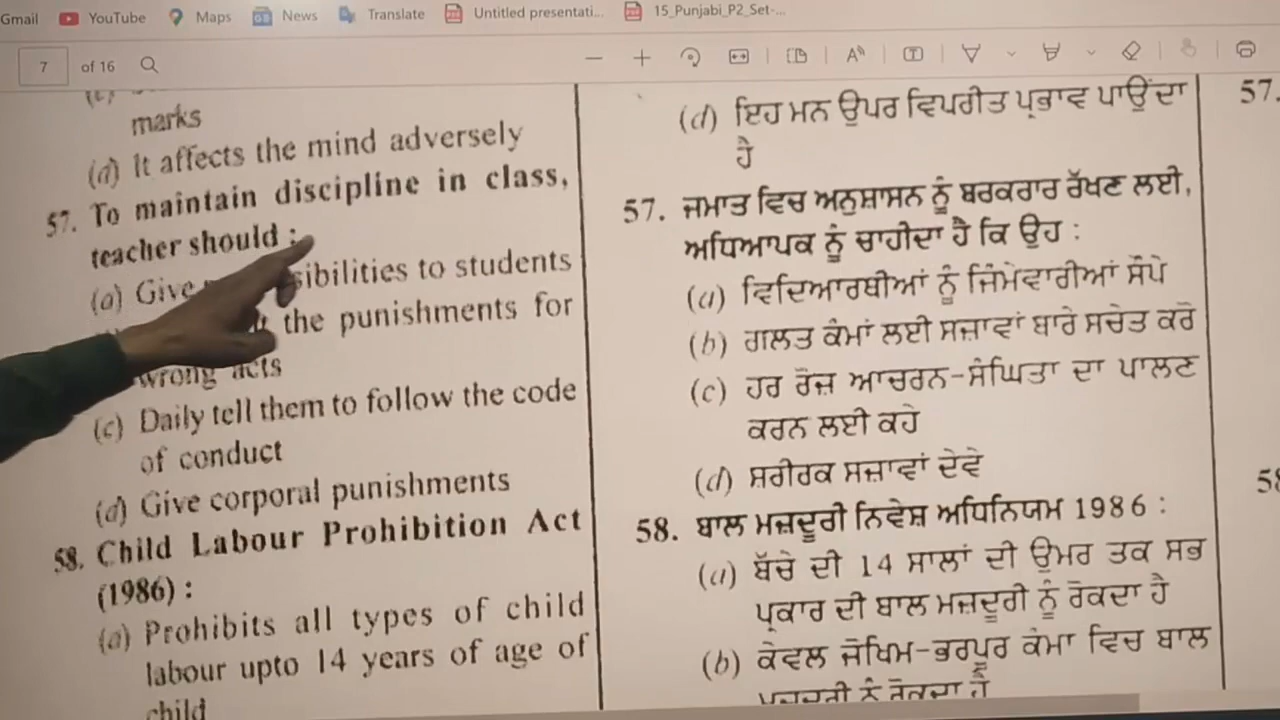 Gmail YouTube Maps News Translate Untitled presentati... 15_Punjabi_P2_Set-...
7 of 16
marks
(d) It affects the mind adversely
57. To maintain discipline in class,
teacher should :
(a) Give sibilities to students
the punishments for
wrong acts
(c) Daily tell them to follow the code
of conduct
(d) Give corporal punishments
58. Child Labour Prohibition Act
(1986) :
(a) Prohibits all types of child
labour upto 14 years of age of
child
(d) ਇਹ ਮਨ ਉਪਰ ਵਿਪਰੀਤ ਪ੍ਰਭਾਵ ਪਾਉਂਦਾ
ਹੈ
57. ਜਮਾਤ ਵਿਚ ਅਨੁਸ਼ਾਸਨ ਨੂੰ ਬਰਕਰਾਰ ਰੱਖਣ ਲਈ,
ਅਧਿਆਪਕ ਨੂੰ ਚਾਹੀਦਾ ਹੈ ਕਿ ਉਹ :
(a) ਵਿਦਿਆਰਥੀਆਂ ਨੂੰ ਜਿੰਮੇਵਾਰੀਆਂ ਸੌਂਪੇ
(b) ਗਲਤ ਕੰਮਾਂ ਲਈ ਸਜ਼ਾਵਾਂ ਬਾਰੇ ਸਚੇਤ ਕਰੇ
(c) ਹਰ ਰੋਜ਼ ਆਚਰਨ-ਸੰਘਿਤਾ ਦਾ ਪਾਲਣ
ਕਰਨ ਲਈ ਕਹੇ
(d) ਸਰੀਰਕ ਸਜ਼ਾਵਾਂ ਦੇਵੇ
58. ਬਾਲ ਮਜ਼ਦੂਰੀ ਨਿਵੇਸ਼ ਅਧਿਨਿਯਮ 1986 :
(a) ਬੱਚੇ ਦੀ 14 ਸਾਲਾਂ ਦੀ ਉਮਰ ਤਕ ਸਭ
ਪ੍ਰਕਾਰ ਦੀ ਬਾਲ ਮਜ਼ਦੂਰੀ ਨੂੰ ਰੋਕਦਾ ਹੈ
(b) ਕੇਵਲ ਜੋਖਿਮ-ਭਰਪੂਰ ਕੰਮਾ ਵਿਚ ਬਾਲ
57.
58